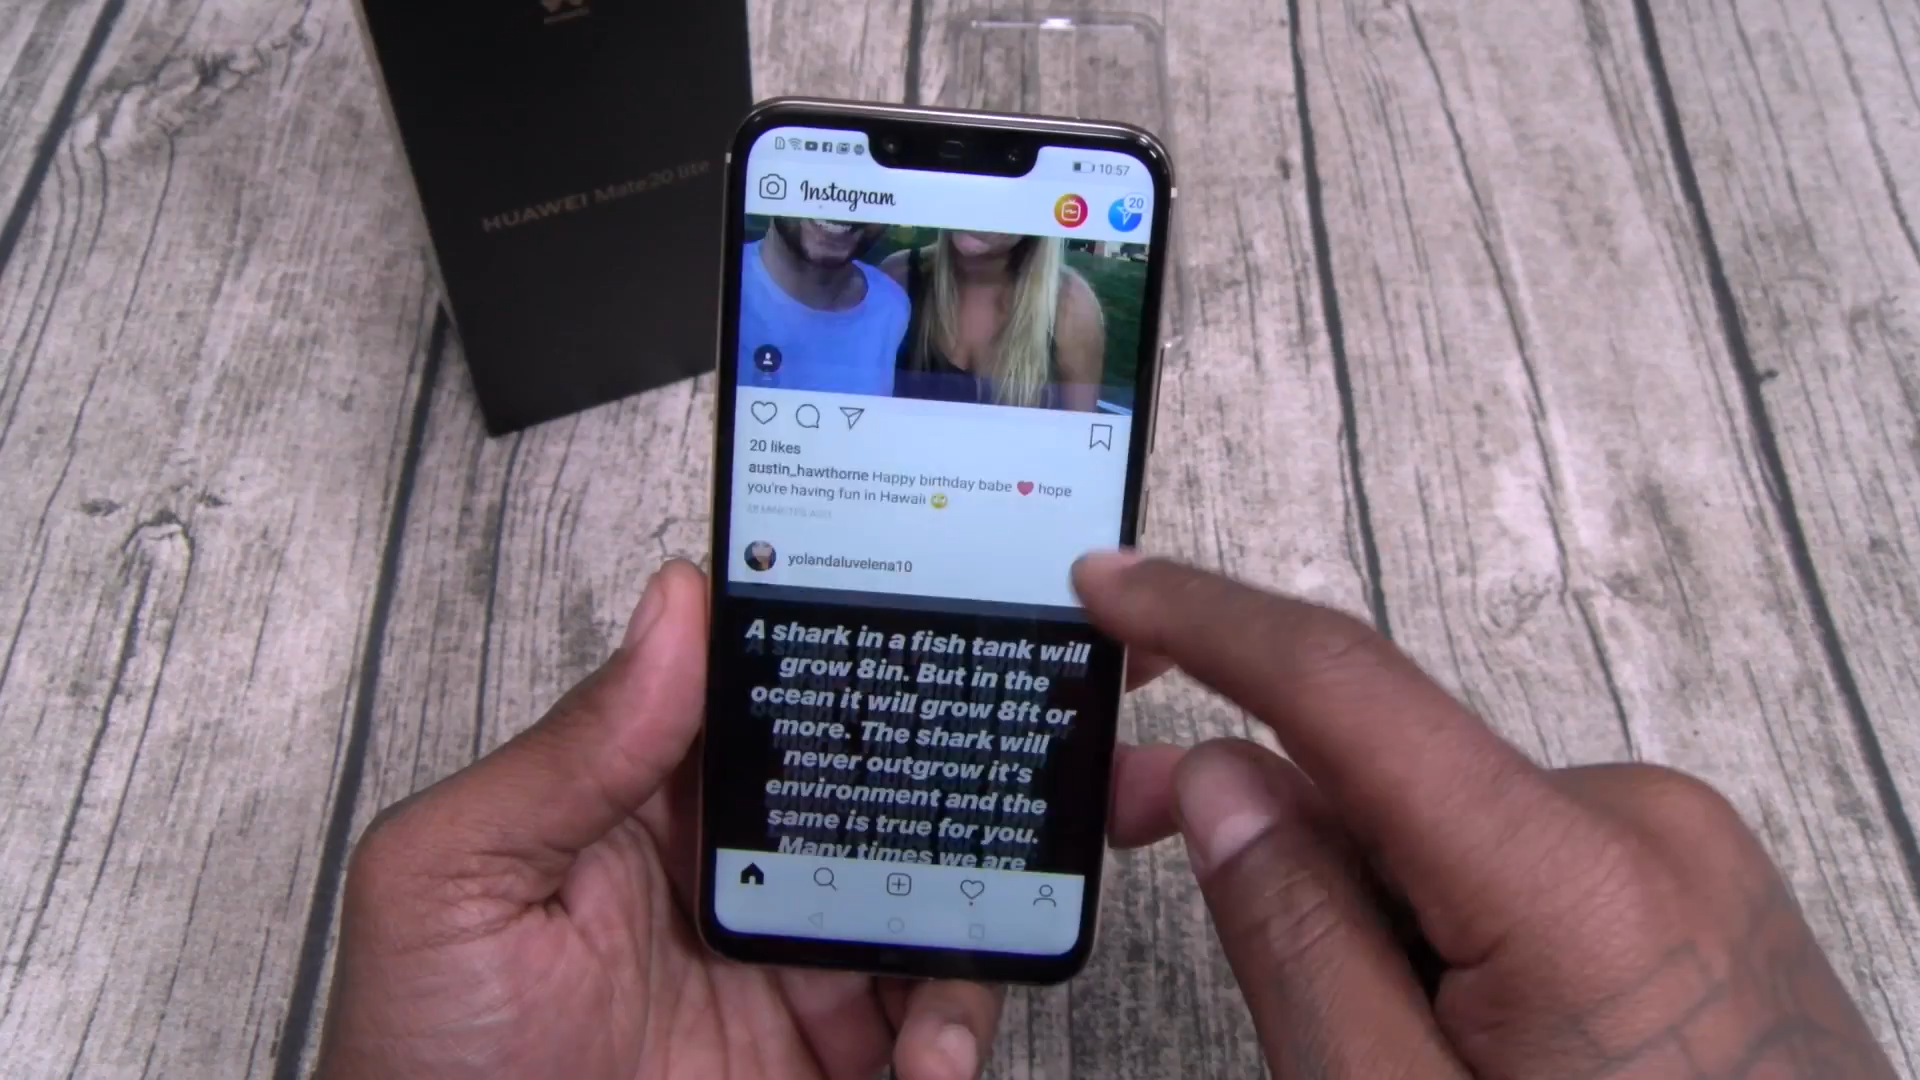 HUAWEI Mate 20 lite
10:57
Instagram
20
20 likes
austin_hawthorne Happy birthday babe ❤️ hope
you're having fun in Hawaii 🙄
yolandaluvelena10
A shark in a fish tank will
grow 8in. But in the
ocean it will grow 8ft or
more. The shark will
never outgrow it's
environment and the
same is true for you.
Many times we are